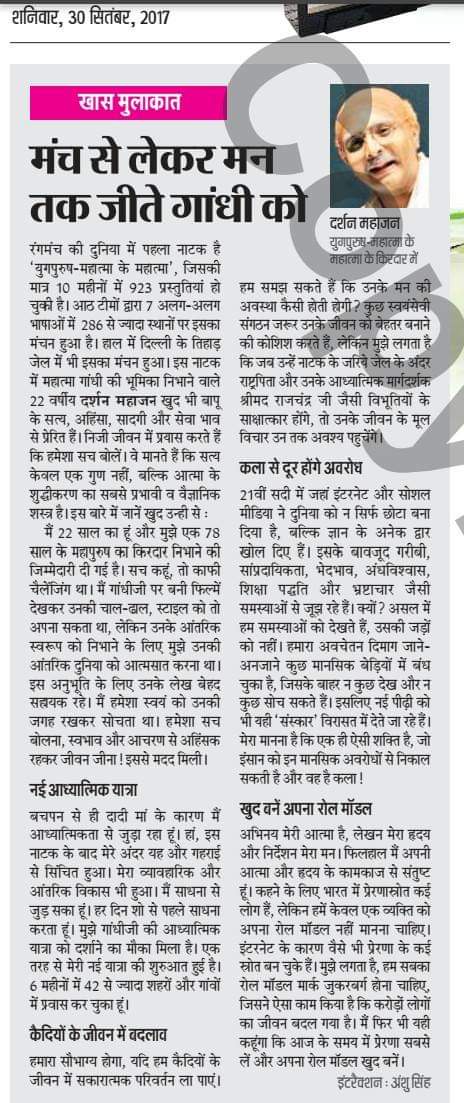 शनिवार, 30 सितंबर, 2017
खास मुलाकात
मंच से लेकर मन
तक जीते गांधी को
दर्शन महाजन
युगपुरुष-महात्मा के
महात्मा के किरदार में
रंगमंच की दुनिया में पहला नाटक है
‘युगपुरुष-महात्मा के महात्मा’, जिसकी
मात्र 10 महीनों में 923 प्रस्तुतियां हो
चुकी है। आठ टीमों द्वारा 7 अलग-अलग
भाषाओं में 286 से ज्यादा स्थानों पर इसका
मंचन हुआ है। हाल में दिल्ली के तिहाड़
जेल में भी इसका मंचन हुआ। इस नाटक
में महात्मा गांधी की भूमिका निभाने वाले
22 वर्षीय दर्शन महाजन खुद भी बापू
के सत्य, अहिंसा, सादगी और सेवा भाव
से प्रेरित हैं। निजी जीवन में प्रयास करते हैं
कि हमेशा सच बोलें। वे मानते हैं कि सत्य
केवल एक गुण नहीं, बल्कि आत्मा के
शुद्धीकरण का सबसे प्रभावी व वैज्ञानिक
शस्त्र है। इस बारे में जानें खुद उन्ही से :
मैं 22 साल का हूं और मुझे एक 78
साल के महापुरुष का किरदार निभाने की
जिम्मेदारी दी गई है। सच कहूं, तो काफी
चैलेंजिंग था। मैं गांधीजी पर बनी फिल्में
देखकर उनकी चाल-ढाल, स्टाइल को तो
अपना सकता था, लेकिन उनके आंतरिक
स्वरूप को निभाने के लिए मुझे उनकी
आंतरिक दुनिया को आत्मसात करना था।
इस अनुभूति के लिए उनके लेख बेहद
सहायक रहे। मैं हमेशा स्वयं को उनकी
जगह रखकर सोचता था। हमेशा सच
बोलना, स्वभाव और आचरण से अहिंसक
रहकर जीवन जीना! इससे मदद मिली।
नई आध्यात्मिक यात्रा
बचपन से ही दादी मां के कारण मैं
आध्यात्मिकता से जुड़ा रहा हूं। हां, इस
नाटक के बाद मेरे अंदर यह और गहराई
से सिंचित हुआ। मेरा व्यावहारिक और
आंतरिक विकास भी हुआ। मैं साधना से
जुड़ सका हूं। हर दिन शो से पहले साधना
करता हूं। मुझे गांधीजी की आध्यात्मिक
यात्रा को दर्शाने का मौका मिला है। एक
तरह से मेरी नई यात्रा की शुरुआत हुई है।
6 महीनों में 42 से ज्यादा शहरों और गांवों
में प्रवास कर चुका हूं।
कैदियों के जीवन में बदलाव
हमारा सौभाग्य होगा, यदि हम कैदियों के
जीवन में सकारात्मक परिवर्तन ला पाएं।
हम समझ सकते हैं कि उनके मन की
अवस्था कैसी होती होगी? कुछ स्वयंसेवी
संगठन जरूर उनके जीवन को बेहतर बनाने
की कोशिश करते हैं, लेकिन मुझे लगता है
कि जब उन्हें नाटक के जरिये जेल के अंदर
राष्ट्रपिता और उनके आध्यात्मिक मार्गदर्शक
श्रीमद राजचंद्र जी जैसी विभूतियों के
साक्षात्कार होंगे, तो उनके जीवन के मूल
विचार उन तक अवश्य पहुचेंगे।
कला से दूर होंगे अवरोध
21वीं सदी में जहां इंटरनेट और सोशल
मीडिया ने दुनिया को न सिर्फ छोटा बना
दिया है, बल्कि ज्ञान के अनेक द्वार
खोल दिए हैं। इसके बावजूद गरीबी,
सांप्रदायिकता, भेदभाव, अंधविश्वास,
शिक्षा पद्धति और भ्रष्टाचार जैसी
समस्याओं से जूझ रहे हैं। क्यों? असल में
हम समस्याओं को देखते हैं, उसकी जड़ों
को नहीं। हमारा अवचेतन दिमाग जाने-
अनजाने कुछ मानसिक बेड़ियों में बंध
चुका है, जिसके बाहर न कुछ देख और न
कुछ सोच सकते हैं। इसलिए नई पीढ़ी को
भी वही ‘संस्कार’ विरासत में देते जा रहे हैं।
मेरा मानना है कि एक ही ऐसी शक्ति है, जो
इंसान को इन मानसिक अवरोधों से निकाल
सकती है और वह है कला!
खुद बनें अपना रोल मॉडल
अभिनय मेरी आत्मा है, लेखन मेरा हृदय
और निर्देशन मेरा मन। फिलहाल मैं अपनी
आत्मा और हृदय के कामकाज से संतुष्ट
हूं। कहने के लिए भारत में प्रेरणास्रोत कई
लोग हैं, लेकिन हमें केवल एक व्यक्ति को
अपना रोल मॉडल नहीं मानना चाहिए।
इंटरनेट के कारण वैसे भी प्रेरणा के कई
स्रोत बन चुके हैं। मुझे लगता है, हम सबका
रोल मॉडल मार्क जुकरबर्ग होना चाहिए,
जिसने ऐसा काम किया है कि करोड़ों लोगों
का जीवन बदल गया है। मैं फिर भी यही
कहूंगा कि आज के समय में प्रेरणा सबसे
लें और अपना रोल मॉडल खुद बनें।
इंटरैक्शन : अंशु सिंह
Copy